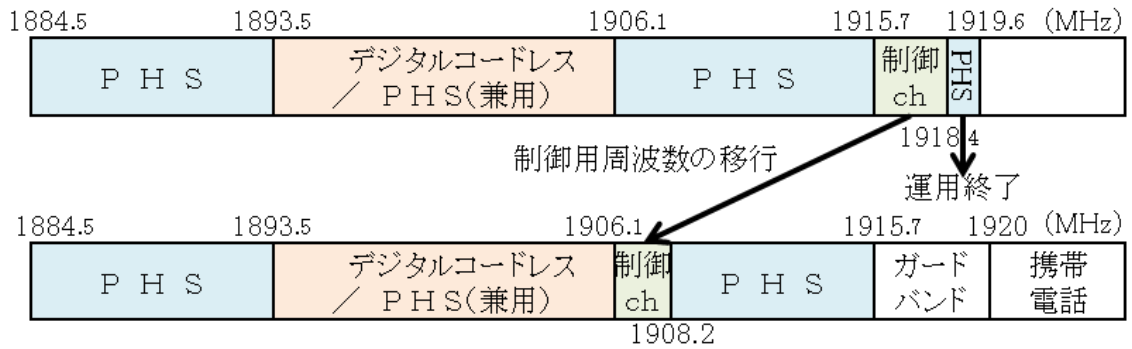 1884.5 1893.5 1906.1 1915.7 1919.6 (MHz)
PHS
デジタルコードレス
／ PHS(兼用)
PHS
制御
ch
PHS
1918.4
制御用周波数の移行
運用終了
1884.5 1893.5 1906.1 1915.7 1920 (MHz)
PHS
デジタルコードレス
／ PHS(兼用)
制御
ch
PHS
ガード
バンド
携帯
電話
1908.2